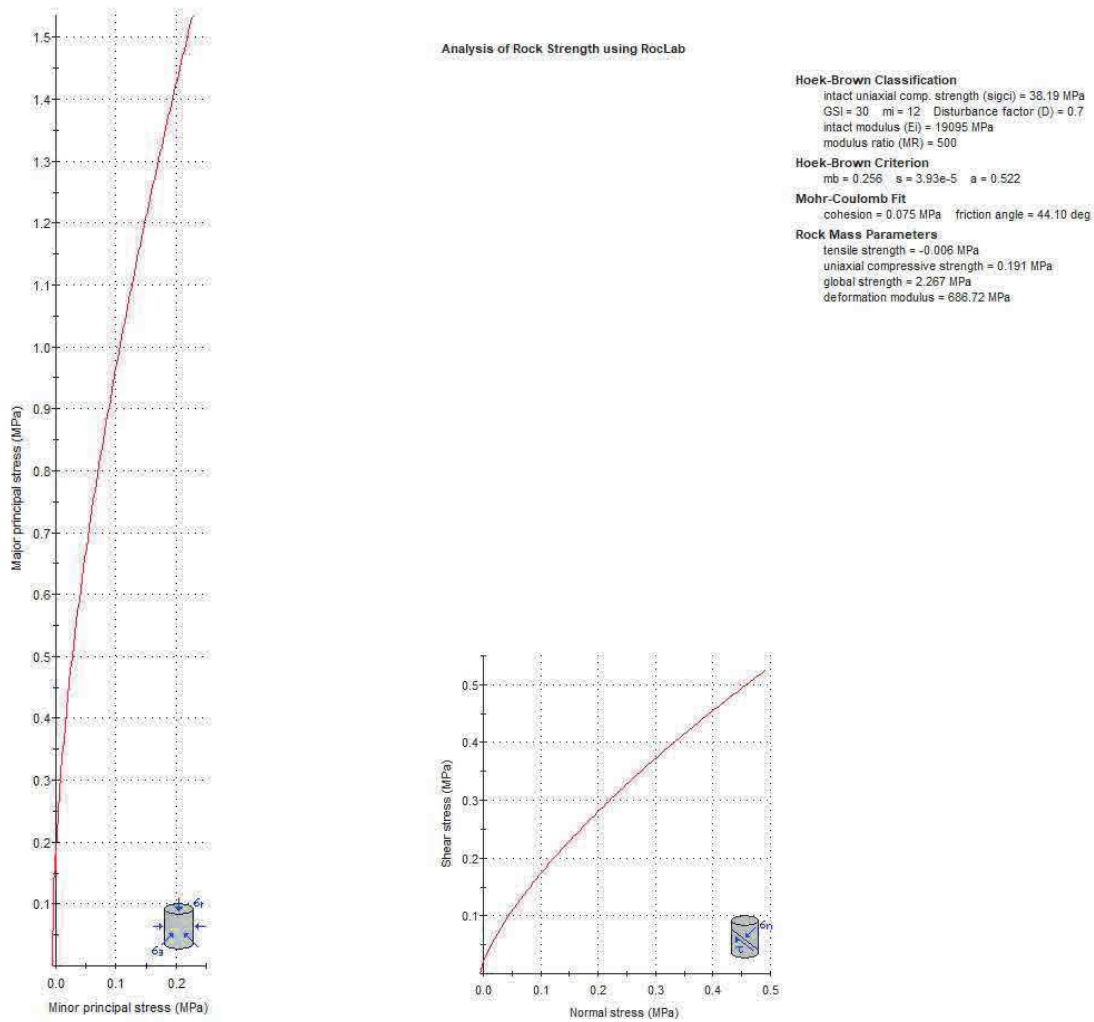 Analysis of Rock Strength using RocLab
Hoek-Brown Classification
intact uniaxial comp. strength (sigci) = 38.19 MPa
GSI = 30 mi = 12 Disturbance factor (D) = 0.7
intact modulus (Ei) = 19095 MPa
modulus ratio (MR) = 500
Hoek-Brown Criterion
mb = 0.256 s = 3.93e-5 a = 0.522
Mohr-Coulomb Fit
cohesion = 0.075 MPa friction angle = 44.10 deg
Rock Mass Parameters
tensile strength = -0.006 MPa
uniaxial compressive strength = 0.191 MPa
global strength = 2.267 MPa
deformation modulus = 686.72 MPa
Major principal stress (MPa)
1.5
1.4
1.3
1.2
1.1
1.0
0.9
0.8
0.7
0.6
0.5
0.4
0.3
0.2
0.1
0.0 0.1 0.2
Minor principal stress (MPa)
σ1
σ3
Shear stress (MPa)
0.5
0.4
0.3
0.2
0.1
0.0 0.1 0.2 0.3 0.4 0.5
Normal stress (MPa)
σn
τ